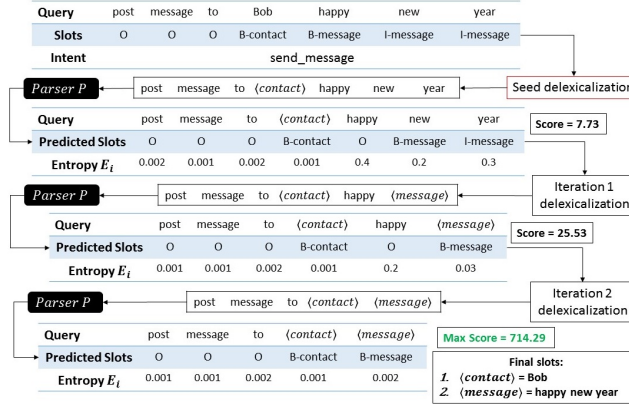 Query post message to Bob happy new year
Slots O O O B-contact B-message I-message I-message
Intent send_message
Parser P post message to ⟨contact⟩ happy new year Seed delexicalization
Query post message to ⟨contact⟩ happy new year Score = 7.73
Predicted Slots O O O B-contact O B-message I-message
Entropy E_i 0.002 0.001 0.002 0.001 0.4 0.2 0.3
Parser P post message to ⟨contact⟩ happy ⟨message⟩ Iteration 1
delexicalization
Query post message to ⟨contact⟩ happy ⟨message⟩ Score = 25.53
Predicted Slots O O O B-contact O B-message
Entropy E_i 0.001 0.001 0.002 0.001 0.2 0.03
Parser P post message to ⟨contact⟩ ⟨message⟩ Iteration 2
delexicalization
Query post message to ⟨contact⟩ ⟨message⟩ Max Score = 714.29
Predicted Slots O O O B-contact B-message
Entropy E_i 0.001 0.001 0.002 0.001 0.002
Final slots:
1. ⟨contact⟩ = Bob
2. ⟨message⟩ = happy new year